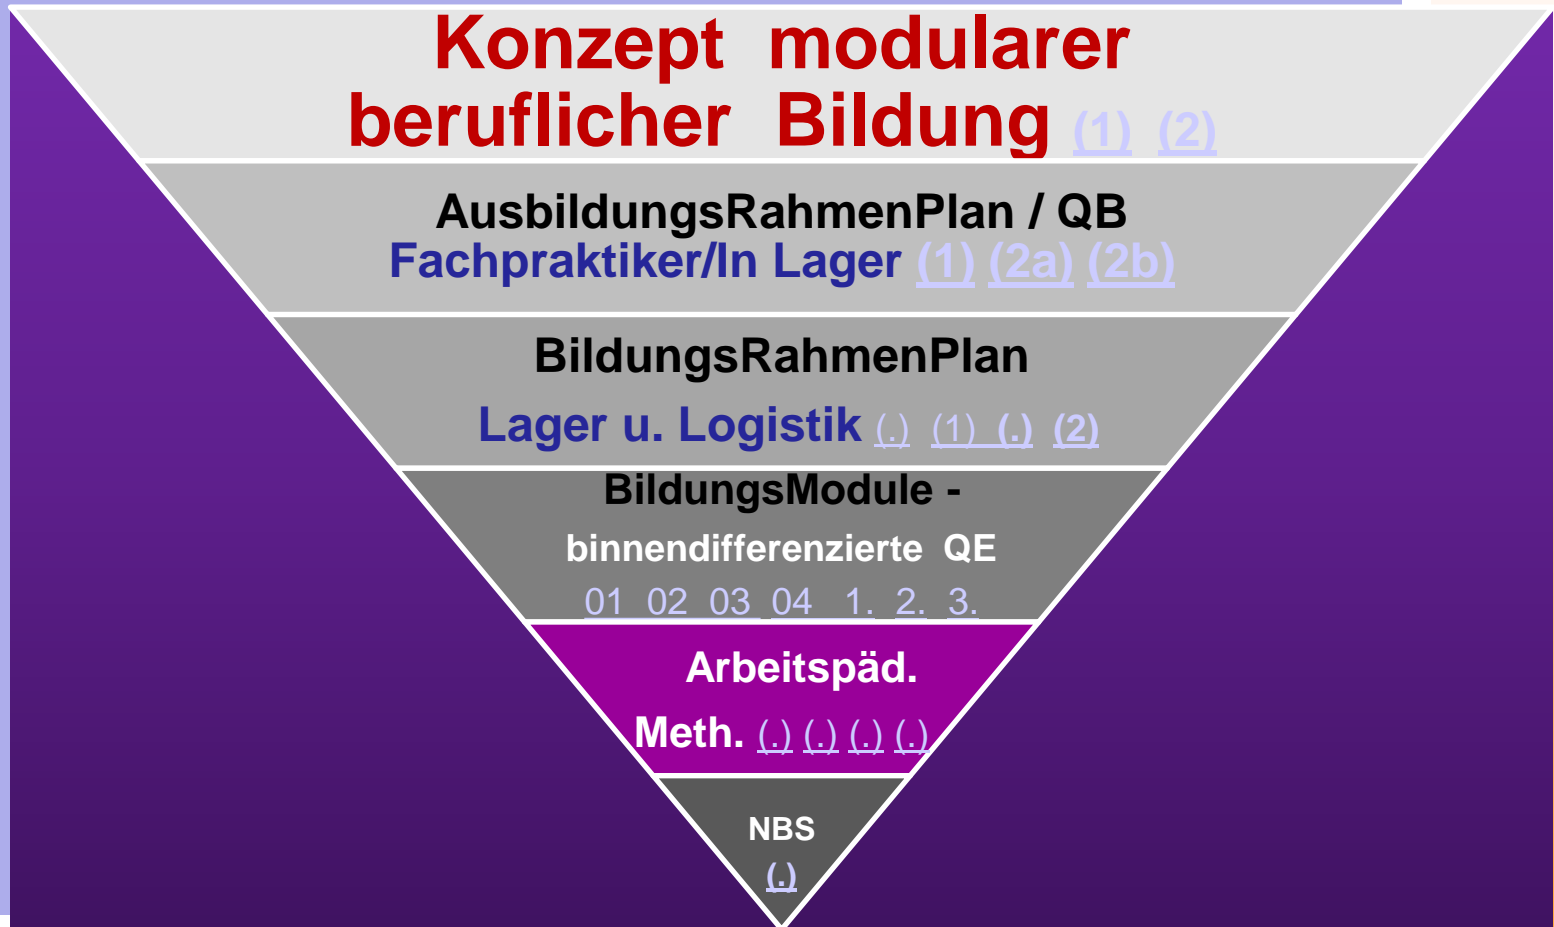 Konzept modularer
beruflicher Bildung (1) (2)
AusbildungsRahmenPlan / QB
Fachpraktiker/In Lager (1) (2a) (2b)
BildungsRahmenPlan
Lager u. Logistik (.) (1) (.) (2)
BildungsModule -
binnendifferenzierte QE
01 02 03 04 1. 2. 3.
Arbeitspäd.
Meth. (.) (.) (.) (.)
NBS
(.)